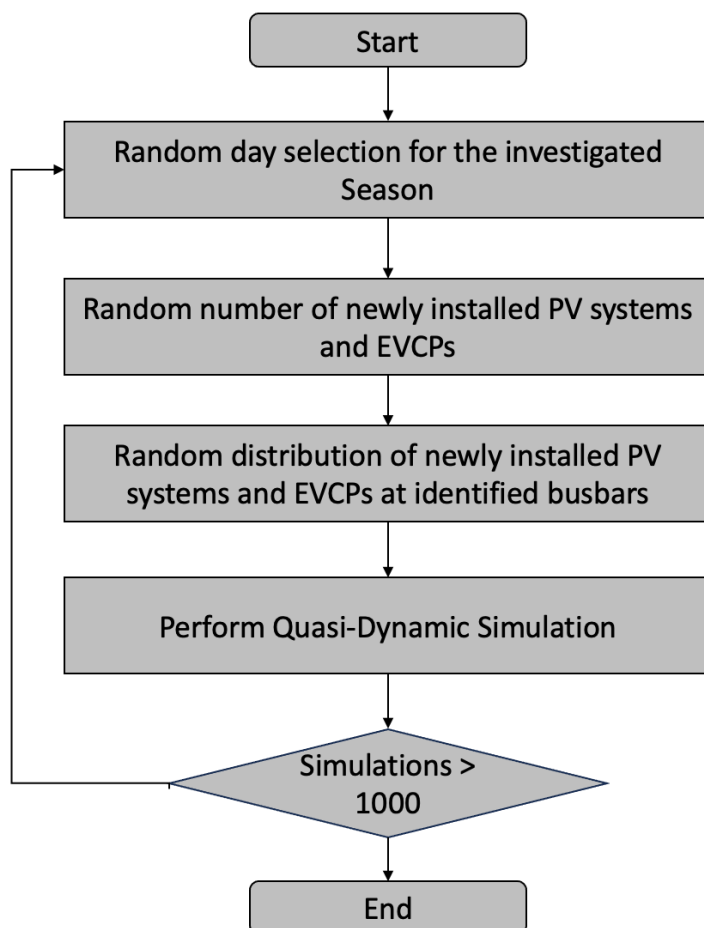 Start
Random day selection for the investigated
Season
Random number of newly installed PV systems
and EVCPs
Random distribution of newly installed PV
systems and EVCPs at identified busbars
Perform Quasi-Dynamic Simulation
Simulations >
1000
End